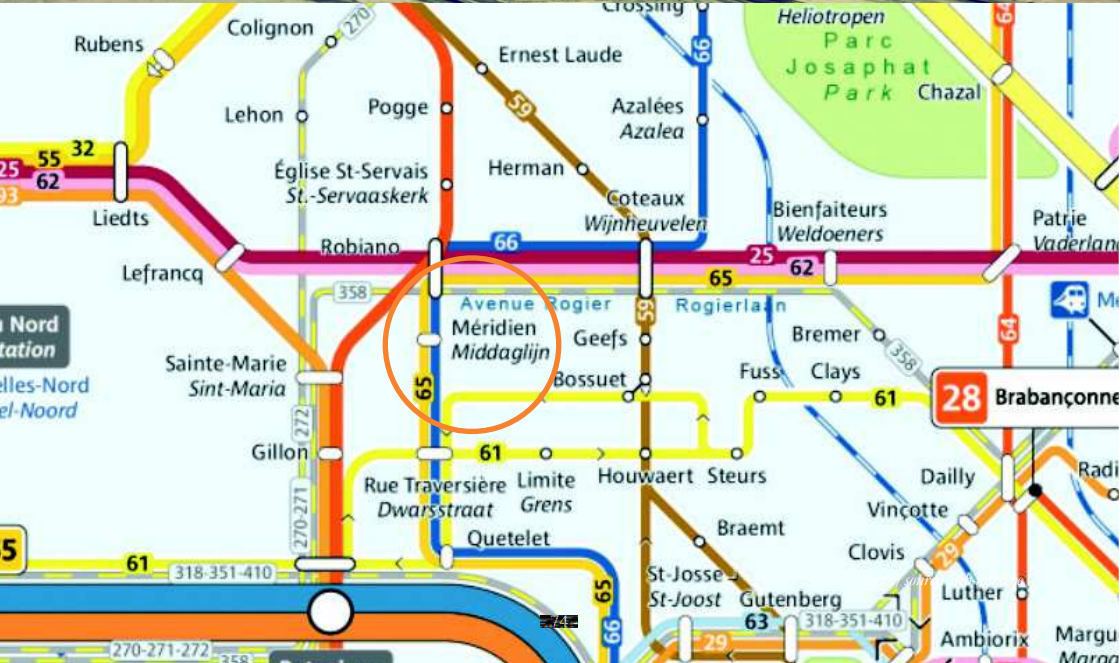 Crossing
Heliotropen
64
Colignon
270
Rubens
Parc
Josaphat
Park
66
Ernest Laude
Chazal
Lehon
Pogge
59
Azalées
Azalea
32
55
25
62
93
Église St-Servais
St.-Servaaskerk
Herman
Coteaux
Wijnheuvelen
Bienfaiteurs
Weldoeners
Patrie
Liedts
Robiano
66
25
62
65
Lefrancq
358
Avenue Rogier
Rogierlaan
Méridien
Middaglijn
Geefs
59
Bremer
64
358
Nord
Sainte-Marie
Sint-Maria
Bossuet
Fuss
Clays
65
61
28
Brabançonne
272
Gillon
61
Rue Traversière
Dwarsstraat
Limite
Grens
Houwaert
Steurs
Dailly
270-271
Vinçotte
Quetelet
Braemt
Clovis
29
5
61
318-351-410
65
66
St-Josse
St-Joost
Gutenberg
Luther
63
318-351-410
29
Ambiorix
74
270-271-272
358